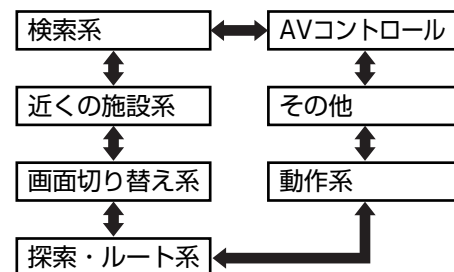 検索系
AVコントロール
近くの施設系
その他
画面切り替え系
動作系
探索・ルート系